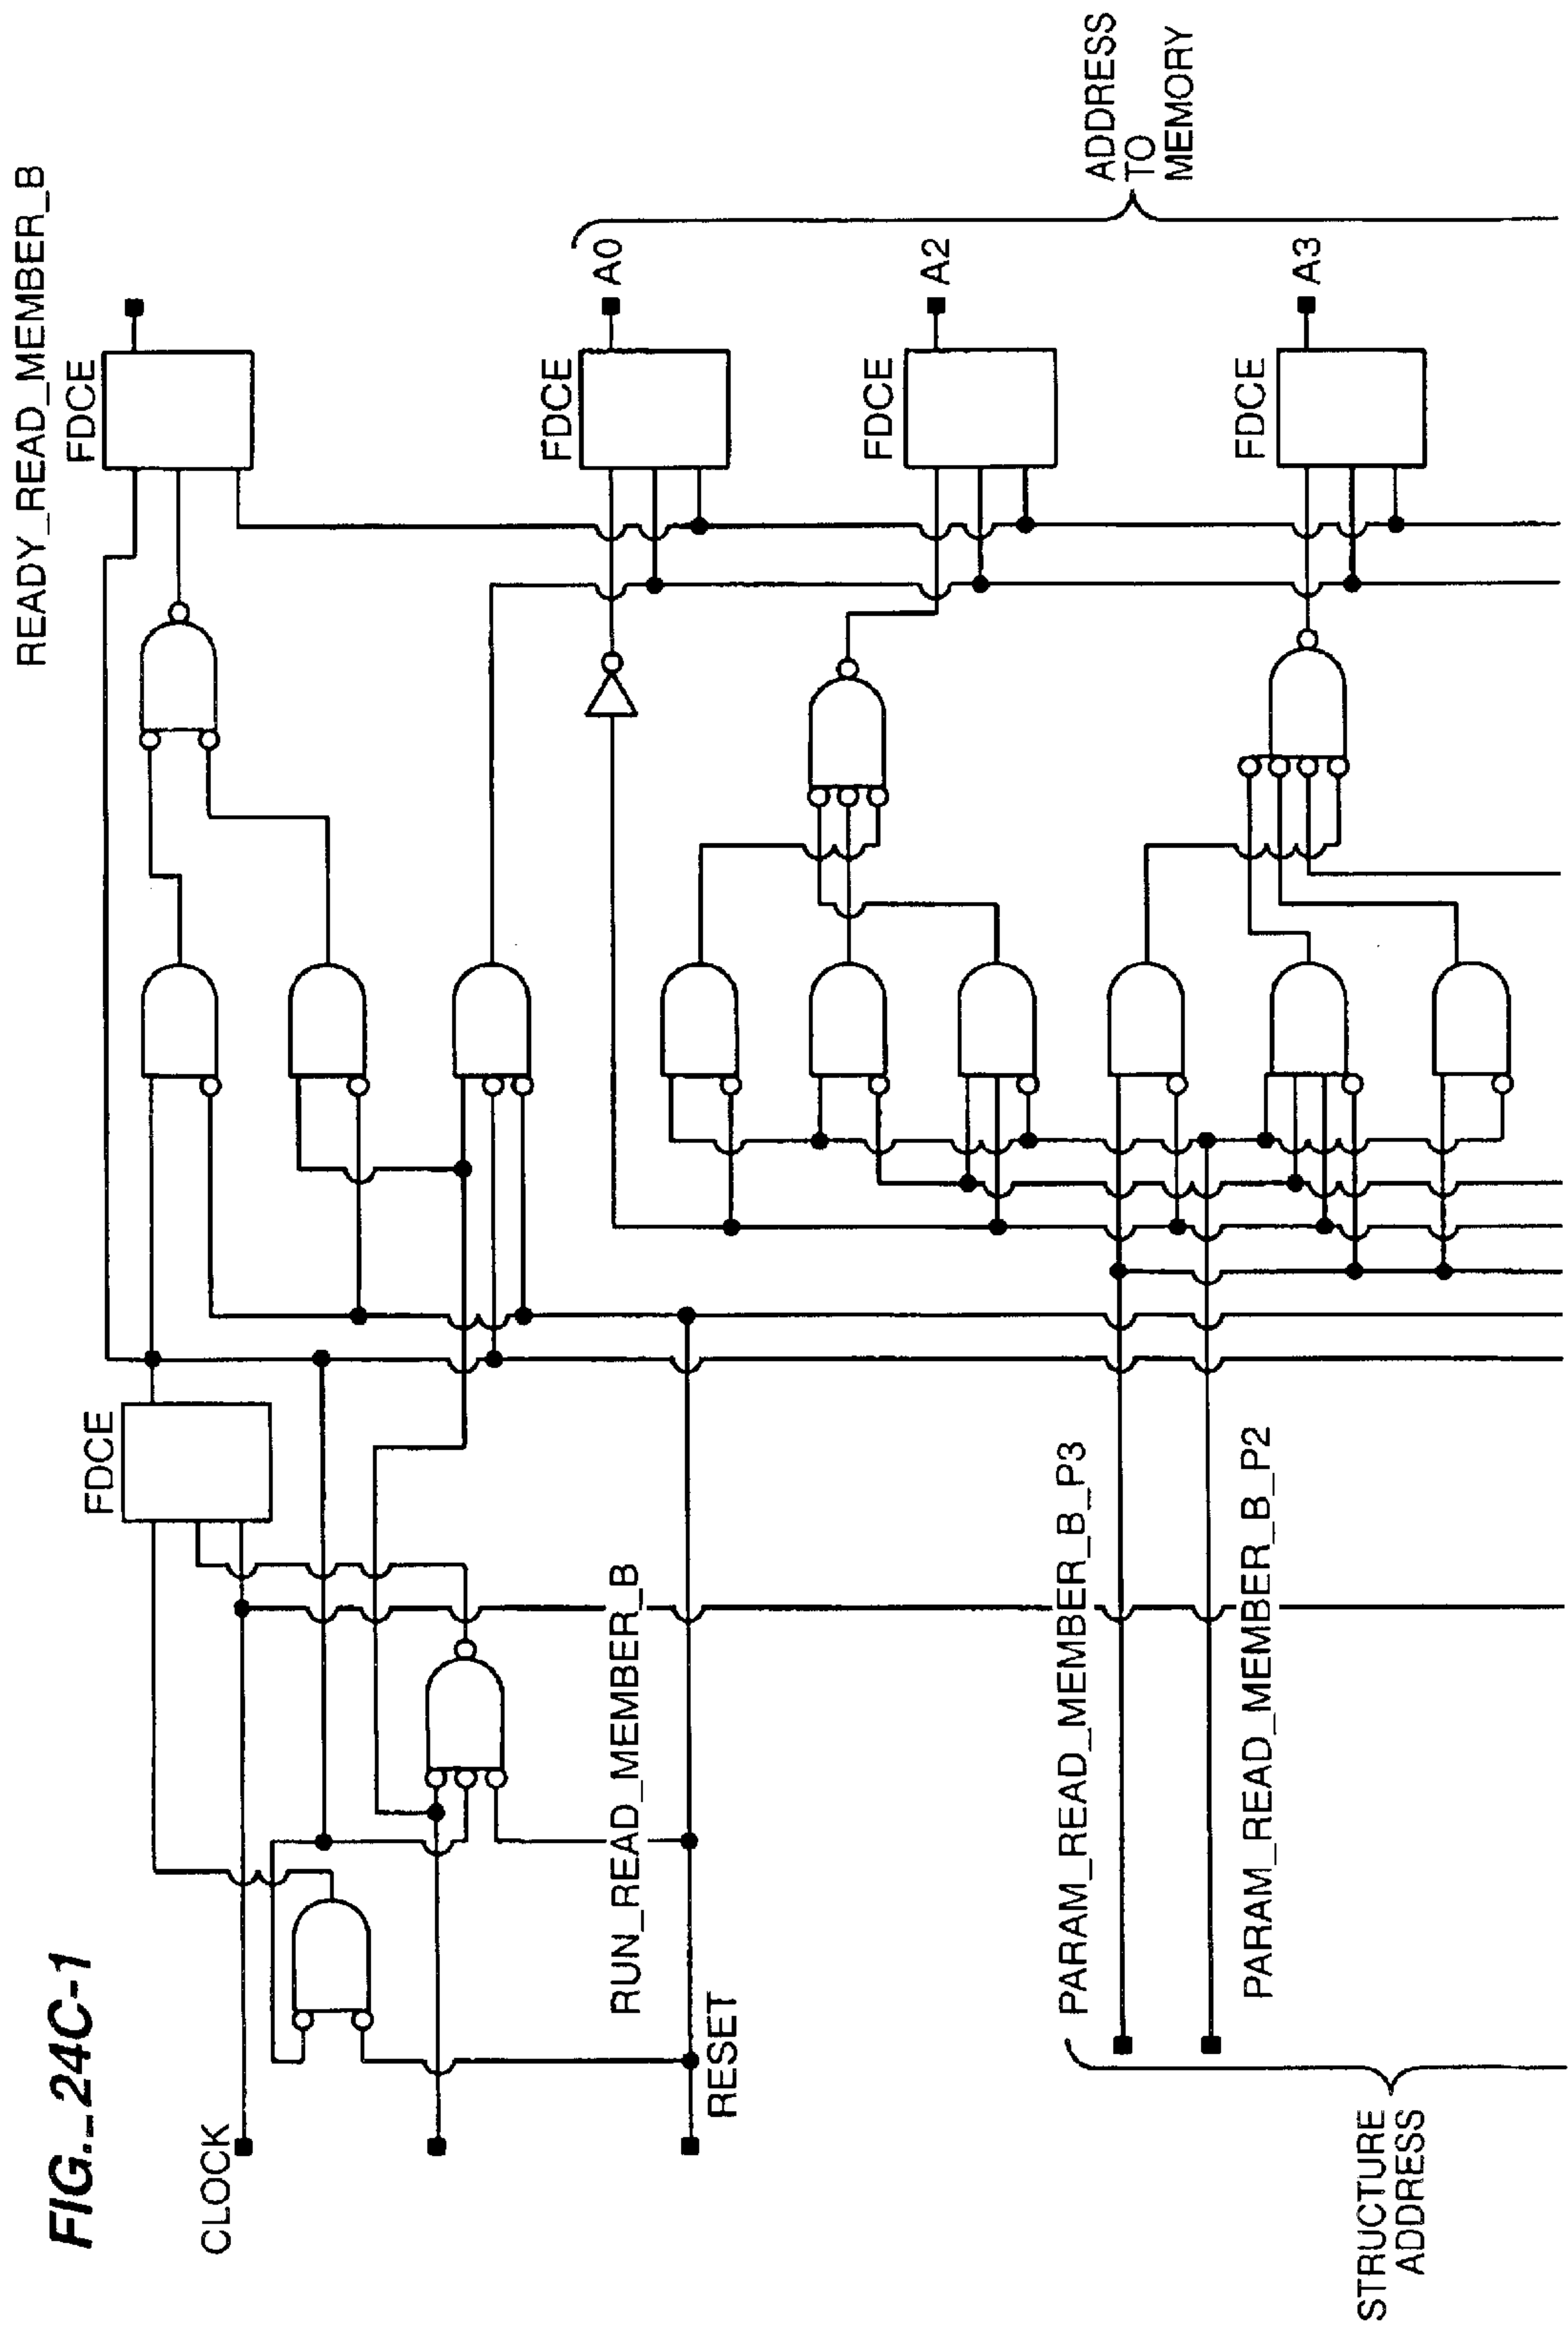 FIG._24C-1
READY_READ_MEMBER_B
FDCE
FDCE
CLOCK
FDCE
A0
FDCE
A2
FDCE
A3
ADDRESS
TO
MEMORY
RUN_READ_MEMBER_B
RESET
PARAM_READ_MEMBER_B_P3
PARAM_READ_MEMBER_B_P2
STRUCTURE
ADDRESS